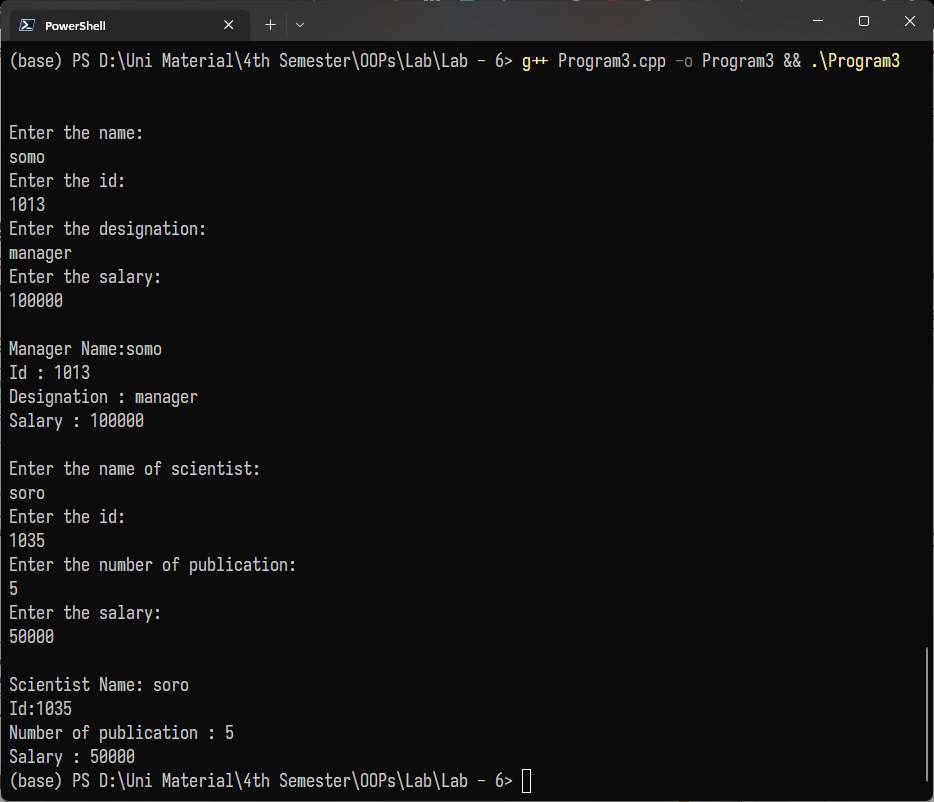 PowerShell
(base) PS D:\Uni Material\4th Semester\OOPs\Lab\Lab - 6> g++ Program3.cpp -o Program3 && .\Program3
Enter the name:
somo
Enter the id:
1013
Enter the designation:
manager
Enter the salary:
100000
Manager Name:somo
Id : 1013
Designation : manager
Salary : 100000
Enter the name of scientist:
soro
Enter the id:
1035
Enter the number of publication:
5
Enter the salary:
50000
Scientist Name: soro
Id:1035
Number of publication : 5
Salary : 50000
(base) PS D:\Uni Material\4th Semester\OOPs\Lab\Lab - 6>